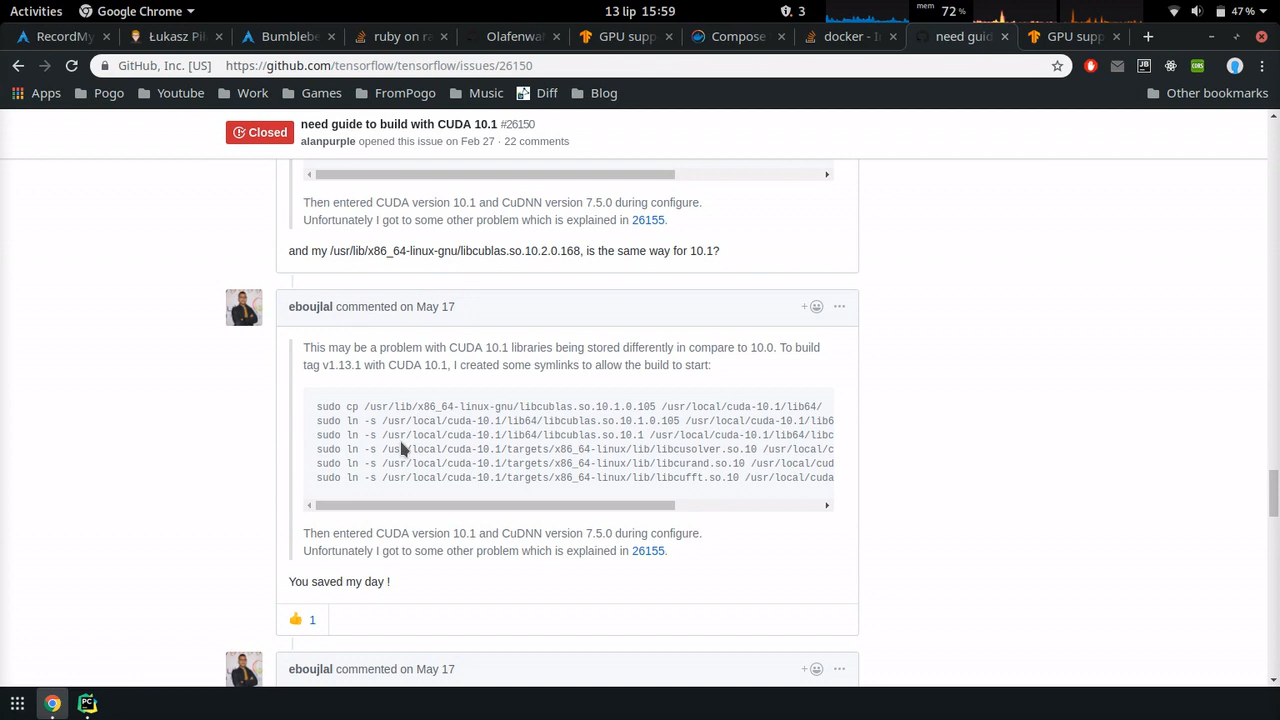 Activities
Google Chrome
13 lip 15:59
3
mem
72 %
47 %
RecordMy
Łukasz Pil
Bumblebe
ruby on ra
Olafenwa
GPU supp
Compose
docker - I
need guid
GPU supp
GitHub, Inc. [US]
https://github.com/tensorflow/tensorflow/issues/26150
JB
CORS
Apps
Pogo
Youtube
Work
Games
FromPogo
Music
Diff
Blog
Other bookmarks
Closed
need guide to build with CUDA 10.1 #26150
alanpurple opened this issue on Feb 27 · 22 comments
Then entered CUDA version 10.1 and CuDNN version 7.5.0 during configure.
Unfortunately I got to some other problem which is explained in 26155.
and my /usr/lib/x86_64-linux-gnu/libcublas.so.10.2.0.168, is the same way for 10.1?
eboujlal commented on May 17
This may be a problem with CUDA 10.1 libraries being stored differently in compare to 10.0. To build
tag v1.13.1 with CUDA 10.1, I created some symlinks to allow the build to start:
sudo cp /usr/lib/x86_64-linux-gnu/libcublas.so.10.1.0.105 /usr/local/cuda-10.1/lib64/
sudo ln -s /usr/local/cuda-10.1/lib64/libcublas.so.10.1.0.105 /usr/local/cuda-10.1/lib6
sudo ln -s /usr/local/cuda-10.1/lib64/libcublas.so.10.1 /usr/local/cuda-10.1/lib64/libc
sudo ln -s /usr/local/cuda-10.1/targets/x86_64-linux/lib/libcusolver.so.10 /usr/local/c
sudo ln -s /usr/local/cuda-10.1/targets/x86_64-linux/lib/libcurand.so.10 /usr/local/cud
sudo ln -s /usr/local/cuda-10.1/targets/x86_64-linux/lib/libcufft.so.10 /usr/local/cuda
Then entered CUDA version 10.1 and CuDNN version 7.5.0 during configure.
Unfortunately I got to some other problem which is explained in 26155.
You saved my day !
1
eboujlal commented on May 17
PC